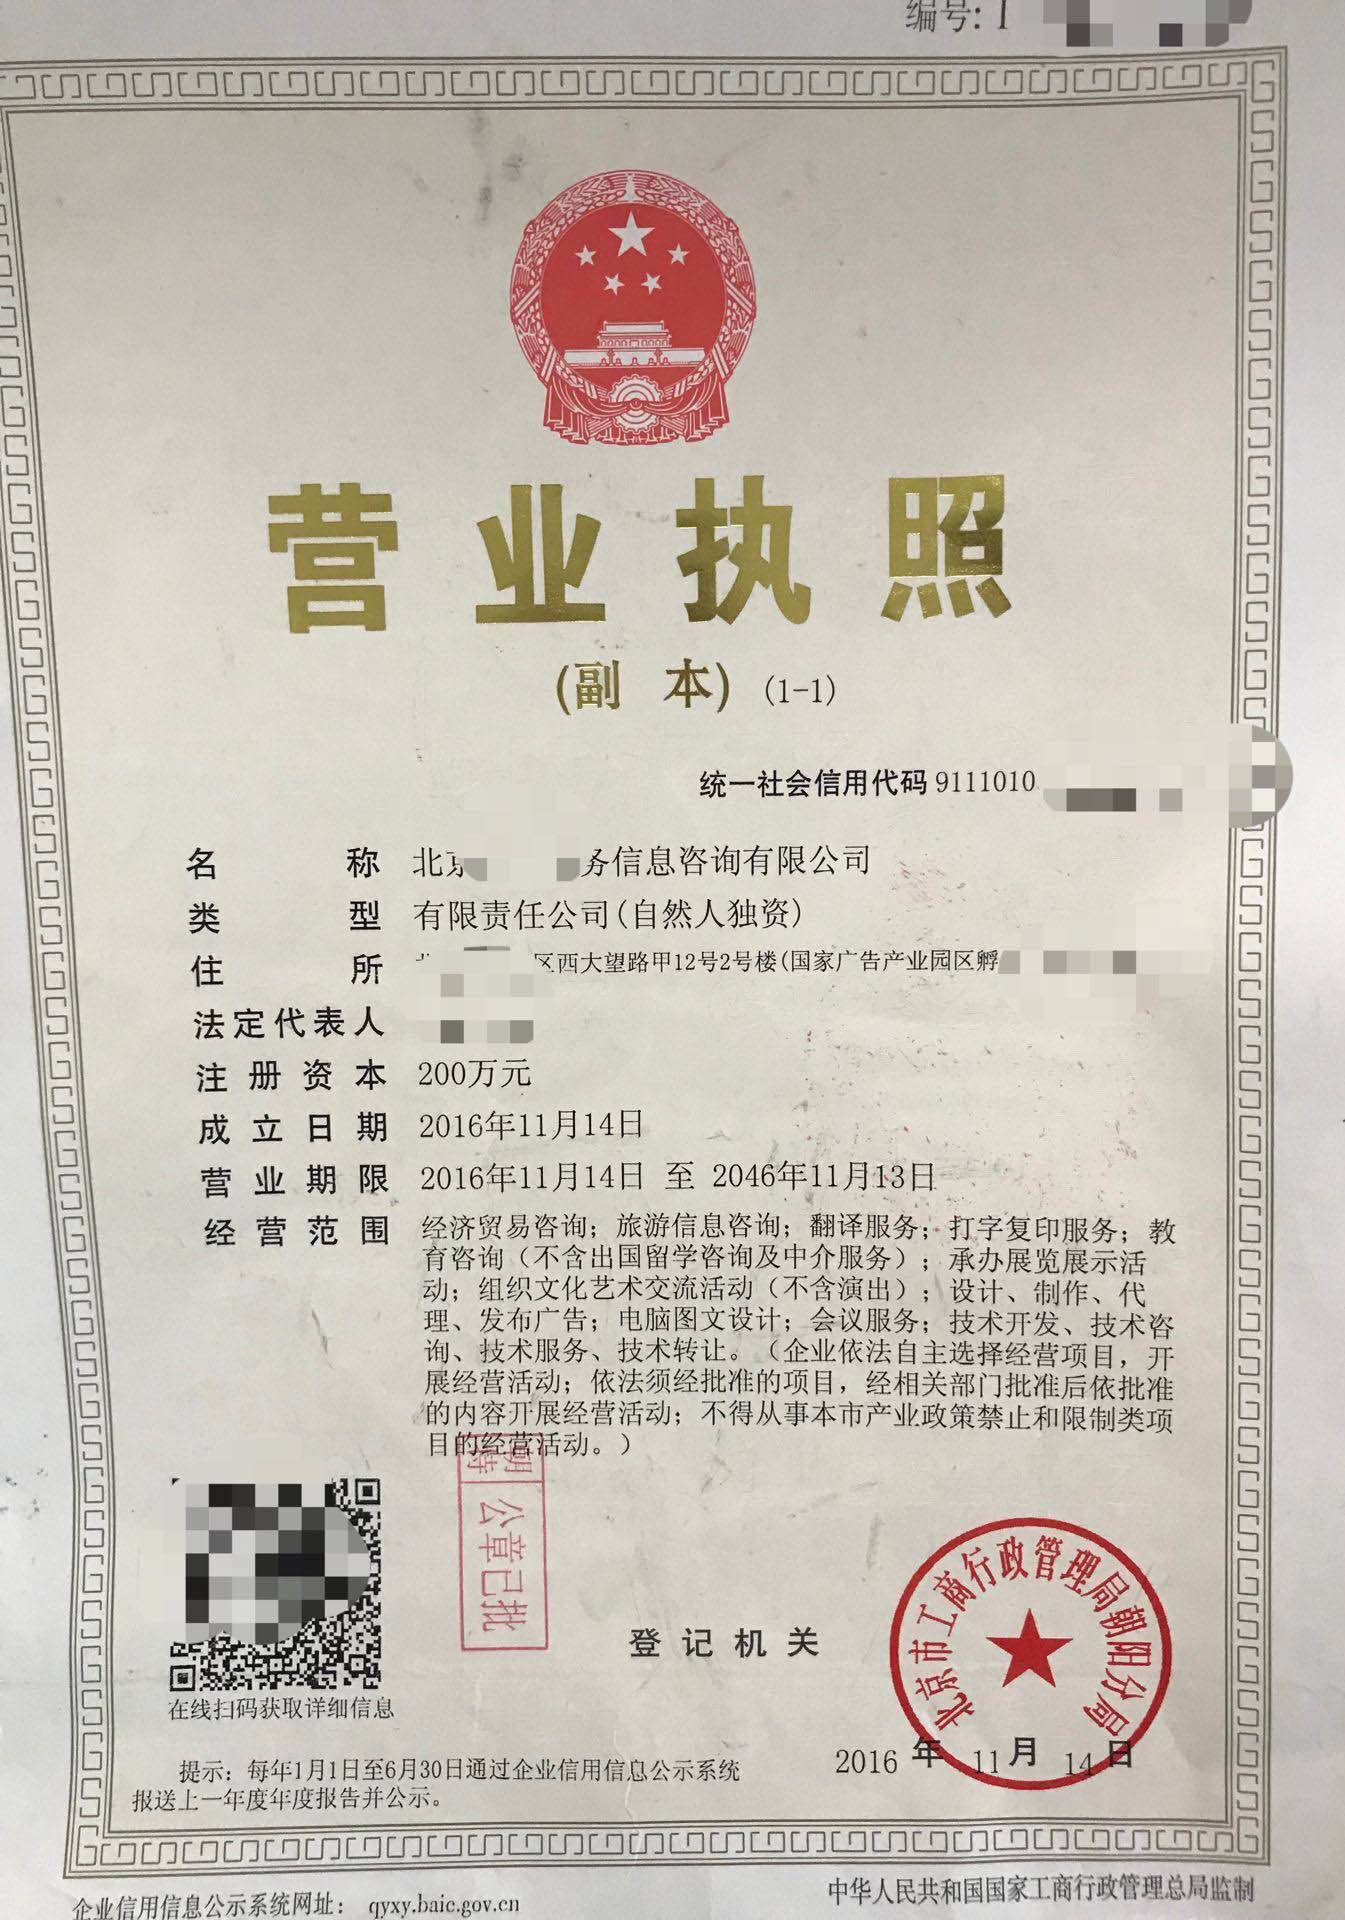 编号: 1
营业执照
(副 本) (1-1)
统一社会信用代码 9111010
名 称 北京 务信息咨询有限公司
类 型 有限责任公司(自然人独资)
住 所 区西大望路甲12号2号楼(国家广告产业园区孵
法定代表人
注册资本 200万元
成立日期 2016年11月14日
营业期限 2016年11月14日 至 2046年11月13日
经营范围 经济贸易咨询；旅游信息咨询；翻译服务；打字复印服务；教
育咨询（不含出国留学咨询及中介服务）；承办展览展示活
动；组织文化艺术交流活动（不含演出）；设计、制作、代
理、发布广告；电脑图文设计；会议服务；技术开发、技术咨
询、技术服务、技术转让。（企业依法自主选择经营项目，开
展经营活动；依法须经批准的项目，经相关部门批准后依批准
的内容开展经营活动；不得从事本市产业政策禁止和限制类项
目的经营活动。）
朝特
公章已批
在线扫码获取详细信息
登记机关
北京市工商行政管理局朝阳分局
2016 年 11 月 14 日
提示：每年1月1日至6月30日通过企业信用信息公示系统
报送上一年度年度报告并公示。
企业信用信息公示系统网址： qyxy.baic.gov.cn
中华人民共和国国家工商行政管理总局监制